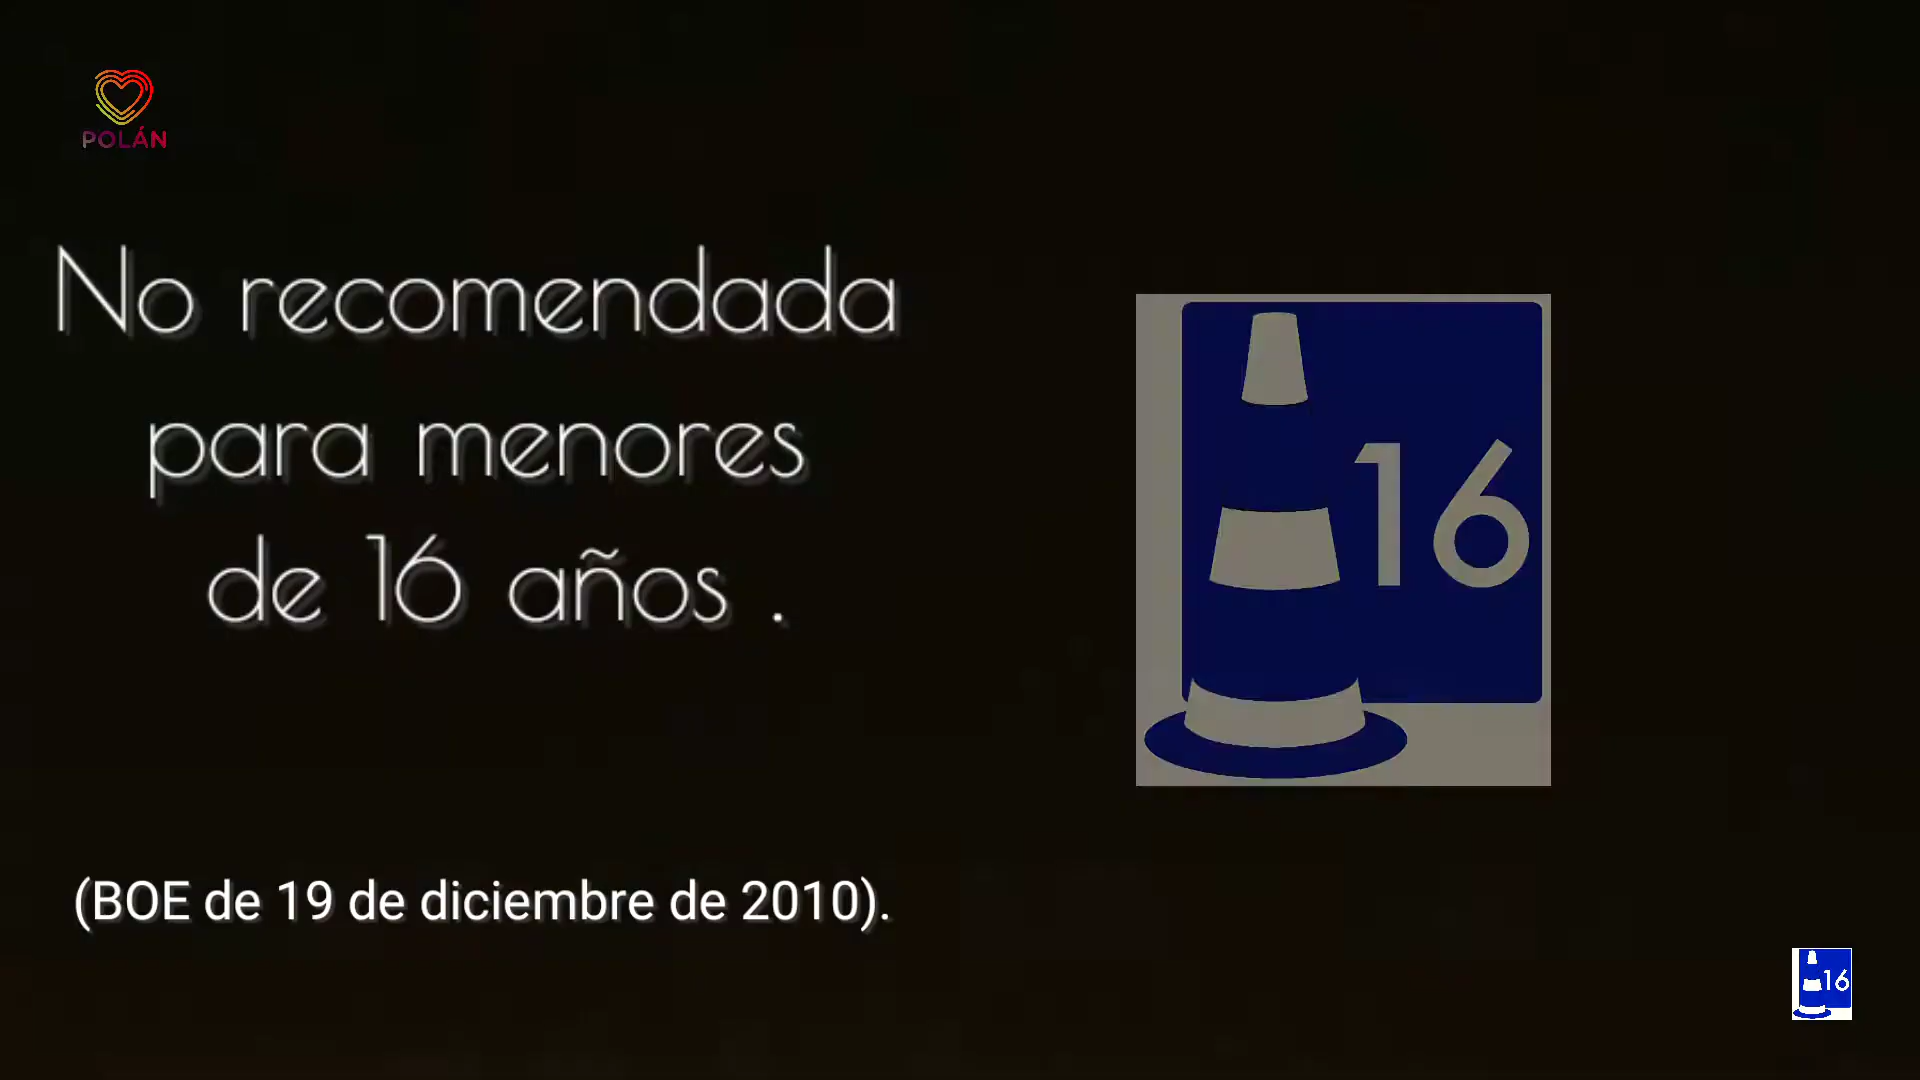 POLÁN
No recomendada
para menores
de 16 años .
16
(BOE de 19 de diciembre de 2010).
16